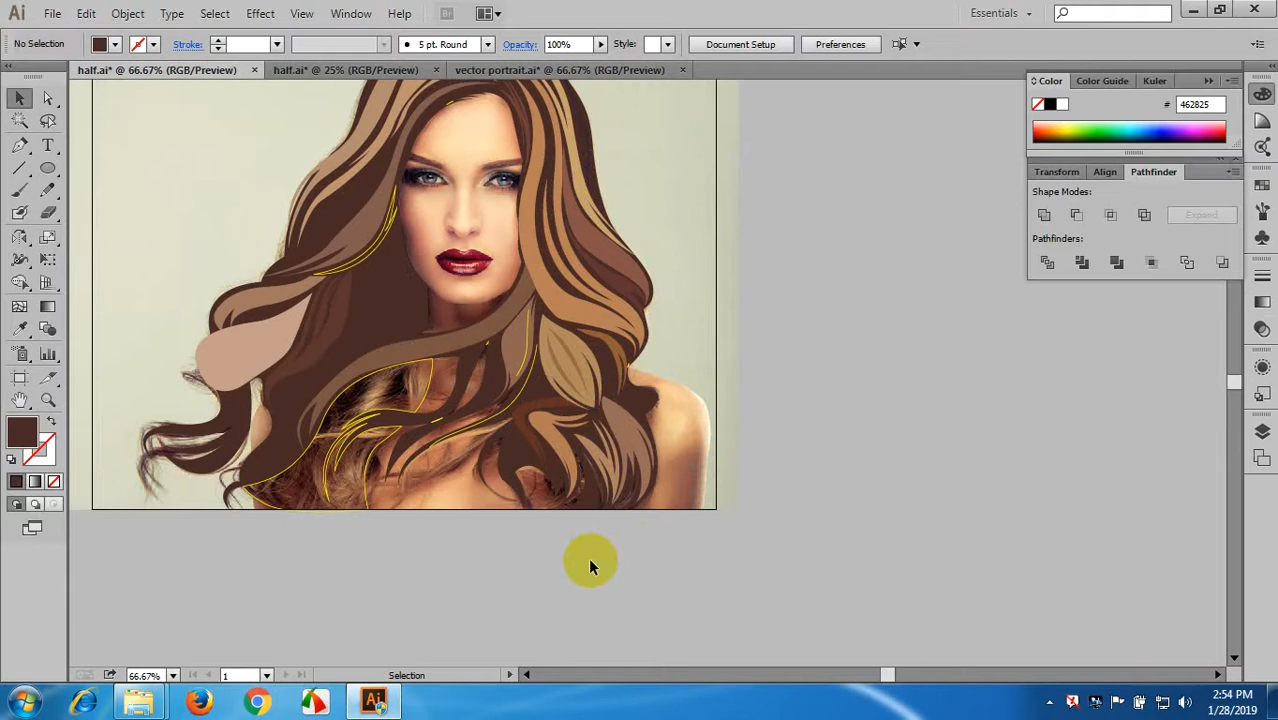 Ai File Edit Object Type Select Effect View Window Help Br Essentials
No Selection Stroke: 5 pt. Round Opacity: 100% Style: Document Setup Preferences
half.ai* @ 66.67% (RGB/Preview) half.ai* @ 25% (RGB/Preview) vector portrait.ai* @ 66.67% (RGB/Preview)
Color Color Guide Kuler
# 462825
Transform Align Pathfinder
Shape Modes:
Expand
Pathfinders:
66.67% 1 Selection
Ai
2:54 PM
1/28/2019